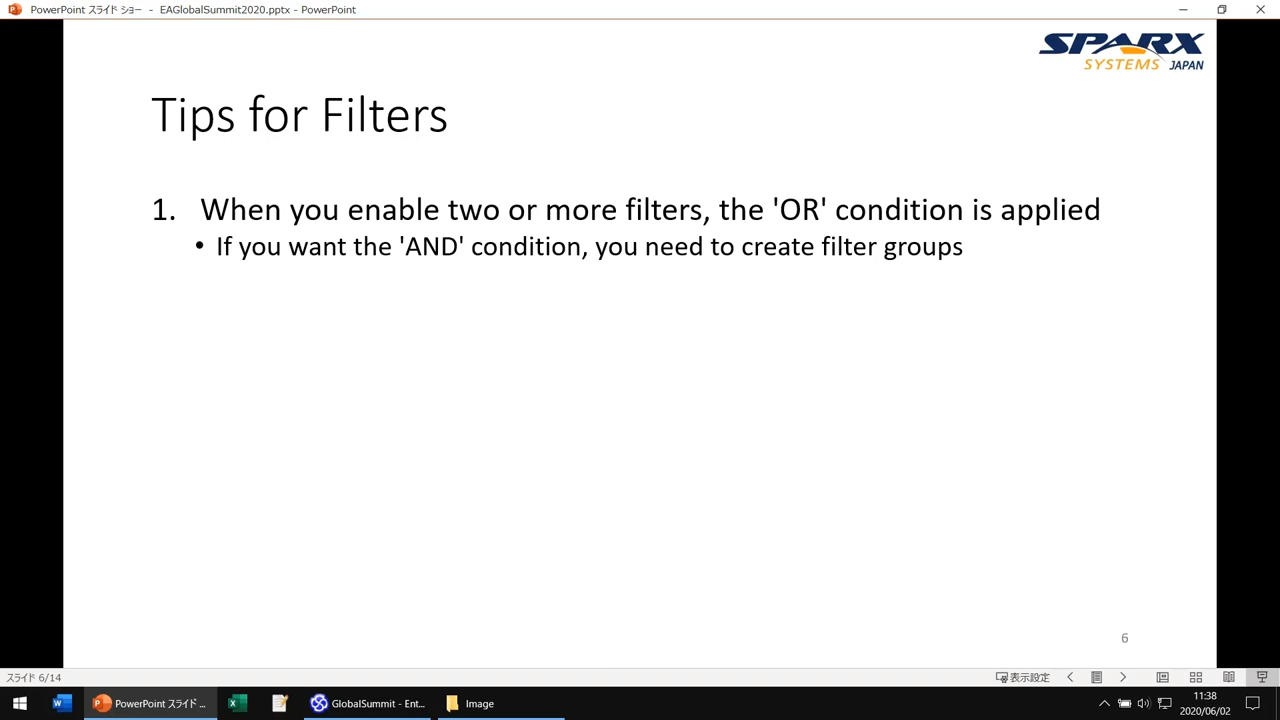 PowerPoint スライド ショー - EAGlobalSummit2020.pptx - PowerPoint
SPARX
SYSTEMS JAPAN
Tips for Filters
1. When you enable two or more filters, the 'OR' condition is applied
• If you want the 'AND' condition, you need to create filter groups
6
スライド 6/14
表示設定
PowerPoint スライド ...
GlobalSummit - Ent...
Image
11:38
2020/06/02